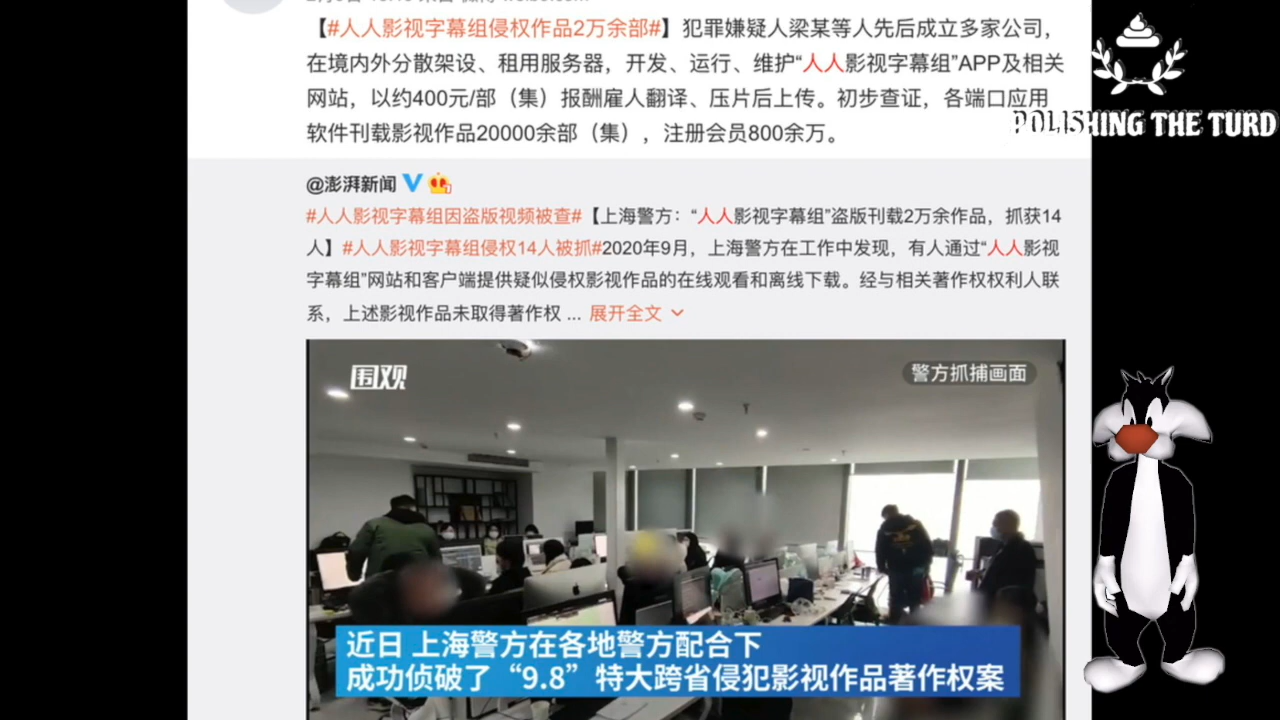 【#人人影视字幕组侵权作品2万余部#】犯罪嫌疑人梁某等人先后成立多家公司，
在境内外分散架设、租用服务器，开发、运行、维护“人人影视字幕组”APP及相关
网站，以约400元/部（集）报酬雇人翻译、压片后上传。初步查证，各端口应用
软件刊载影视作品20000余部（集），注册会员800余万。
POLISHING THE TURD
@澎湃新闻
#人人影视字幕组因盗版视频被查#【上海警方：“人人影视字幕组”盗版刊载2万余作品，抓获14
人】#人人影视字幕组侵权14人被抓#2020年9月，上海警方在工作中发现，有人通过“人人影视
字幕组”网站和客户端提供疑似侵权影视作品的在线观看和离线下载。经与相关著作权权利人联
系，上述影视作品未取得著作权 ... 展开全文
围观
警方抓捕画面
近日 上海警方在各地警方配合下
成功侦破了“9.8”特大跨省侵犯影视作品著作权案